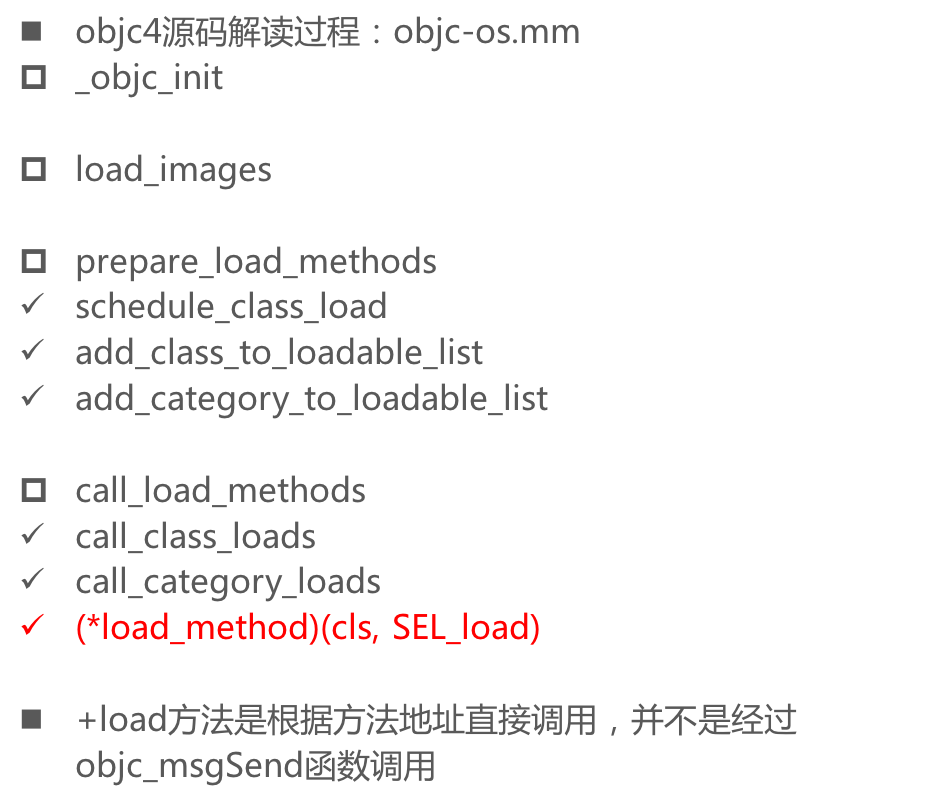 ■ objc4源码解读过程：objc-os.mm
□ _objc_init
□ load_images
□ prepare_load_methods
✓ schedule_class_load
✓ add_class_to_loadable_list
✓ add_category_to_loadable_list
□ call_load_methods
✓ call_class_loads
✓ call_category_loads
✓ (*load_method)(cls, SEL_load)
■ +load方法是根据方法地址直接调用，并不是经过
objc_msgSend函数调用